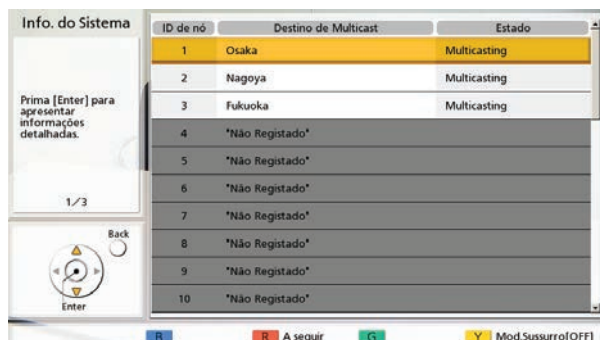 Info. do Sistema
Prima [Enter] para
apresentar
informações
detalhadas.
1/3
Back
Enter
ID de nó Destino de Multicast Estado
1 Osaka Multicasting
2 Nagoya Multicasting
3 Fukuoka Multicasting
4 "Não Registado"
5 "Não Registado"
6 "Não Registado"
7 "Não Registado"
8 "Não Registado"
9 "Não Registado"
10 "Não Registado"
B R A seguir G Y Mod.Sussurro[OFF]